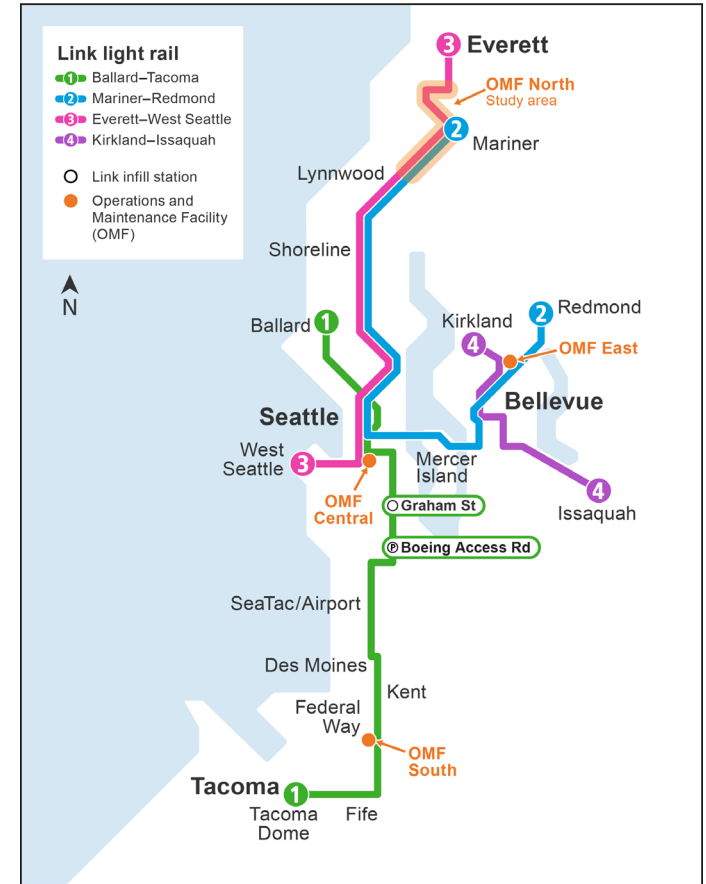 Link light rail
1 Ballard–Tacoma
2 Mariner–Redmond
3 Everett–West Seattle
4 Kirkland–Issaquah
Link infill station
Operations and
Maintenance Facility
(OMF)
N
3 Everett
OMF North
Study area
2
Mariner
Lynnwood
Shoreline
Ballard 1
Kirkland
4
2 Redmond
OMF East
Seattle
Bellevue
West
Seattle
3
Mercer
Island
4
Issaquah
OMF
Central
Graham St
P Boeing Access Rd
SeaTac/Airport
Des Moines
Kent
Federal
Way
OMF
South
Tacoma 1
Tacoma
Dome
Fife